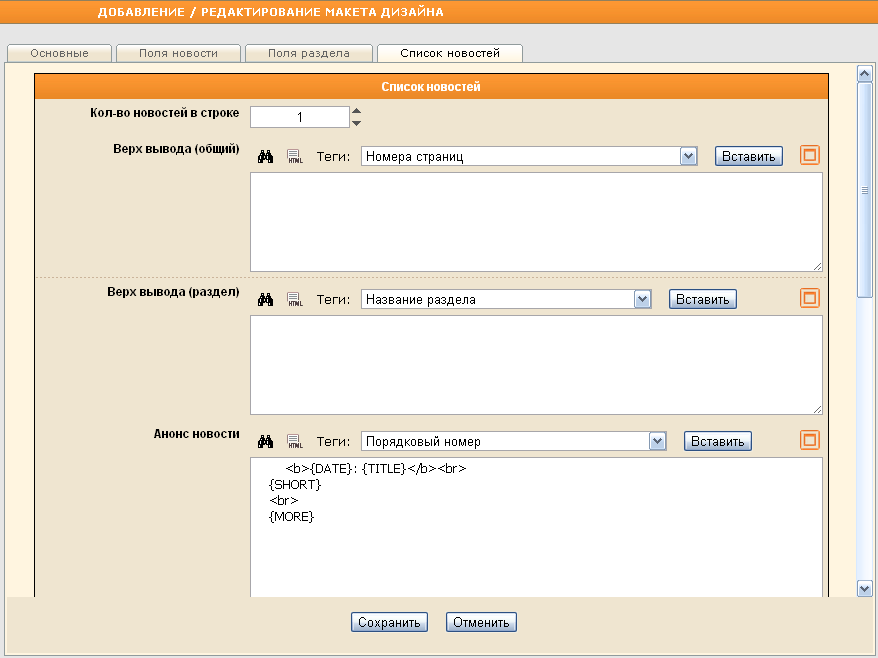 ДОБАВЛЕНИЕ / РЕДАКТИРОВАНИЕ МАКЕТА ДИЗАЙНА
Основные Поля новости Поля раздела Список новостей
Список новостей
Кол-во новостей в строке 1
Верх вывода (общий) HTML Теги: Номера страниц Вставить
Верх вывода (раздел) HTML Теги: Название раздела Вставить
Анонс новости HTML Теги: Порядковый номер Вставить
<b>{DATE}: {TITLE}</b><br>
{SHORT}
<br>
{MORE}
Сохранить Отменить